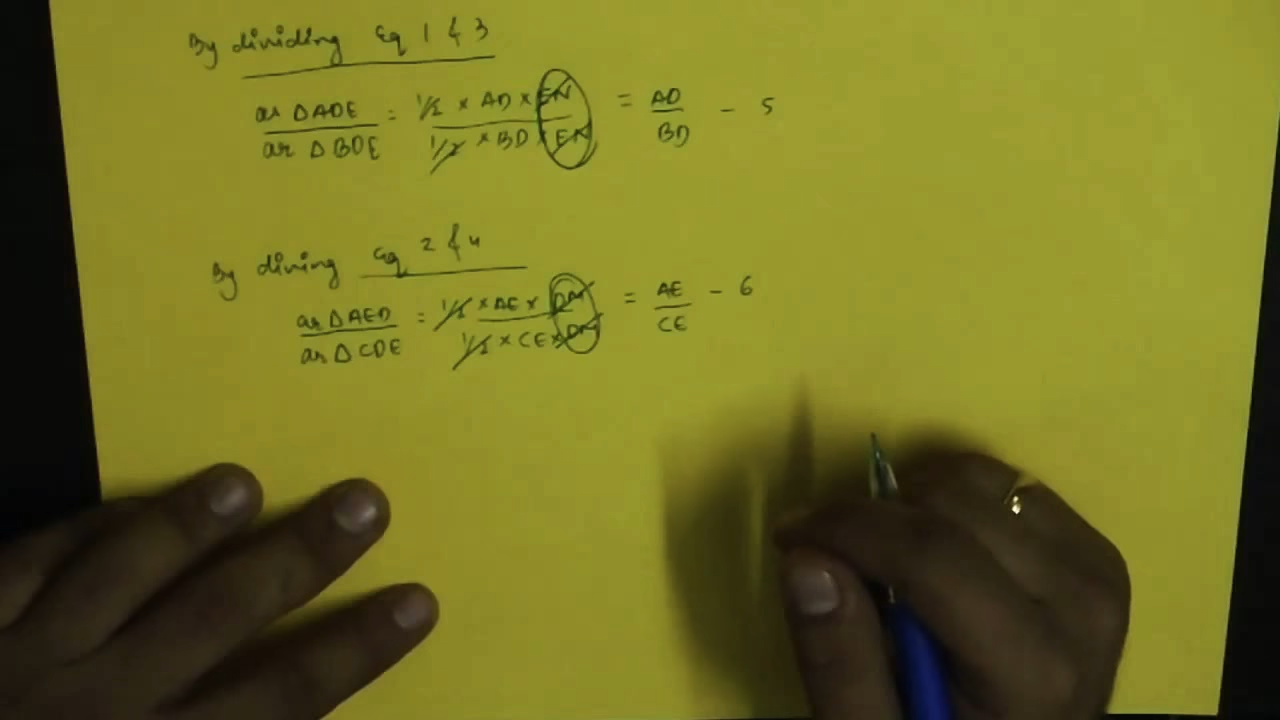 By dividing Eq 1 & 3
ar ΔADE / ar ΔBDE = 1/2 × AD × EN / 1/2 × BD × EN = AD / BD - 5
By dining Eq 2 & 4
ar ΔAED / ar ΔCDE = 1/2 × AE × DM / 1/2 × CE × DM = AE / CE - 6